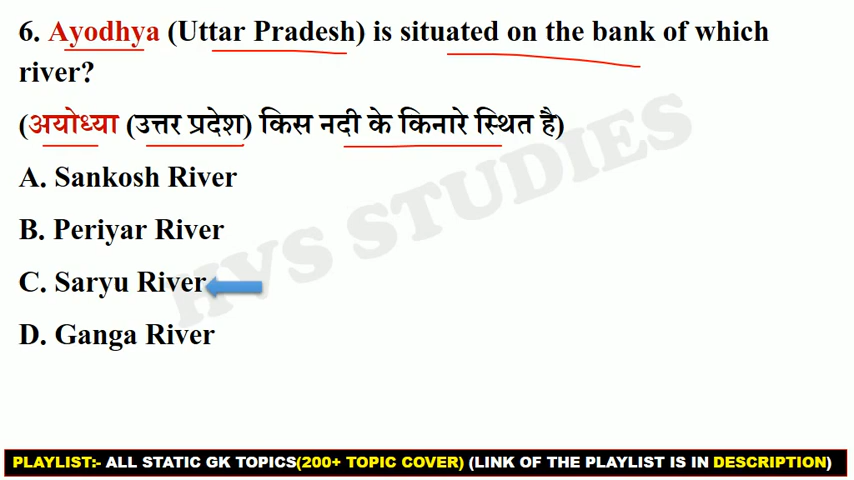 6. Ayodhya (Uttar Pradesh) is situated on the bank of which
river?
(अयोध्या (उत्तर प्रदेश) किस नदी के किनारे स्थित है)
A. Sankosh River
B. Periyar River
C. Saryu River
D. Ganga River
HVS STUDIES
PLAYLIST:- ALL STATIC GK TOPICS(200+ TOPIC COVER) (LINK OF THE PLAYLIST IS IN DESCRIPTION)